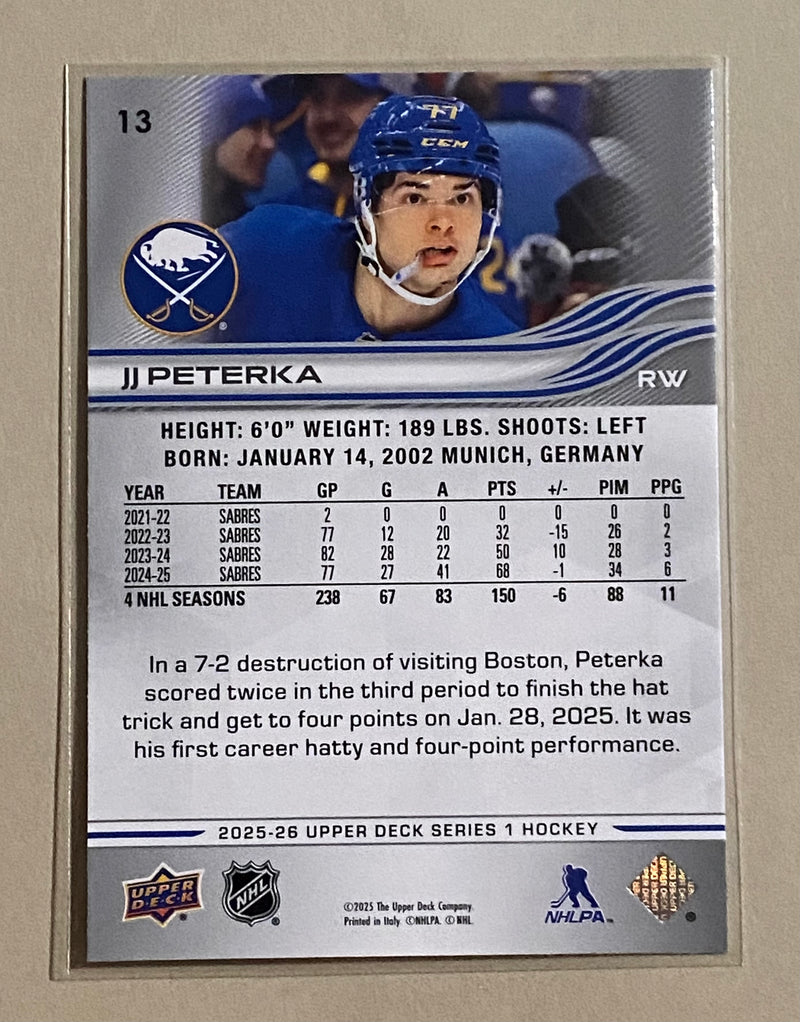 13
77
CCM
2
®
JJ PETERKA
RW
HEIGHT: 6'0" WEIGHT: 189 LBS. SHOOTS: LEFT
BORN: JANUARY 14, 2002 MUNICH, GERMANY
YEAR TEAM GP G A PTS +/- PIM PPG
2021-22 SABRES 2 0 0 0 0 0 0
2022-23 SABRES 77 12 20 32 -15 26 2
2023-24 SABRES 82 28 22 50 10 28 3
2024-25 SABRES 77 27 41 68 -1 34 6
4 NHL SEASONS 238 67 83 150 -6 88 11
In a 7-2 destruction of visiting Boston, Peterka
scored twice in the third period to finish the hat
trick and get to four points on Jan. 28, 2025. It was
his first career hatty and four-point performance.
2025-26 UPPER DECK SERIES 1 HOCKEY
UPPER
D·E·C·K
®
NHL
®
©2025 The Upper Deck Company.
Printed in Italy. ©NHLPA. © NHL.
NHLPA™
UPPER DECK